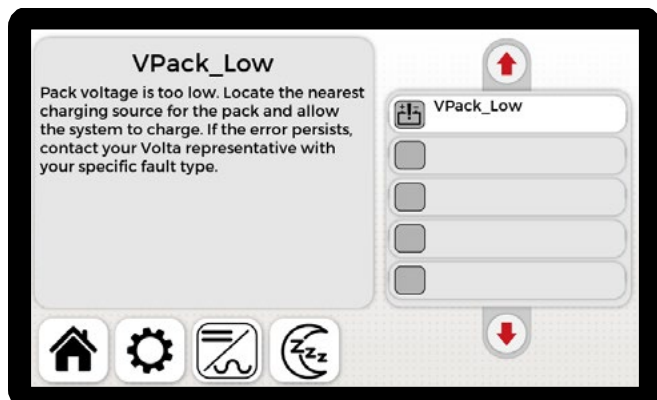 VPack_Low
Pack voltage is too low. Locate the nearest
charging source for the pack and allow
the system to charge. If the error persists,
contact your Volta representative with
your specific fault type.
VPack_Low
Zzz